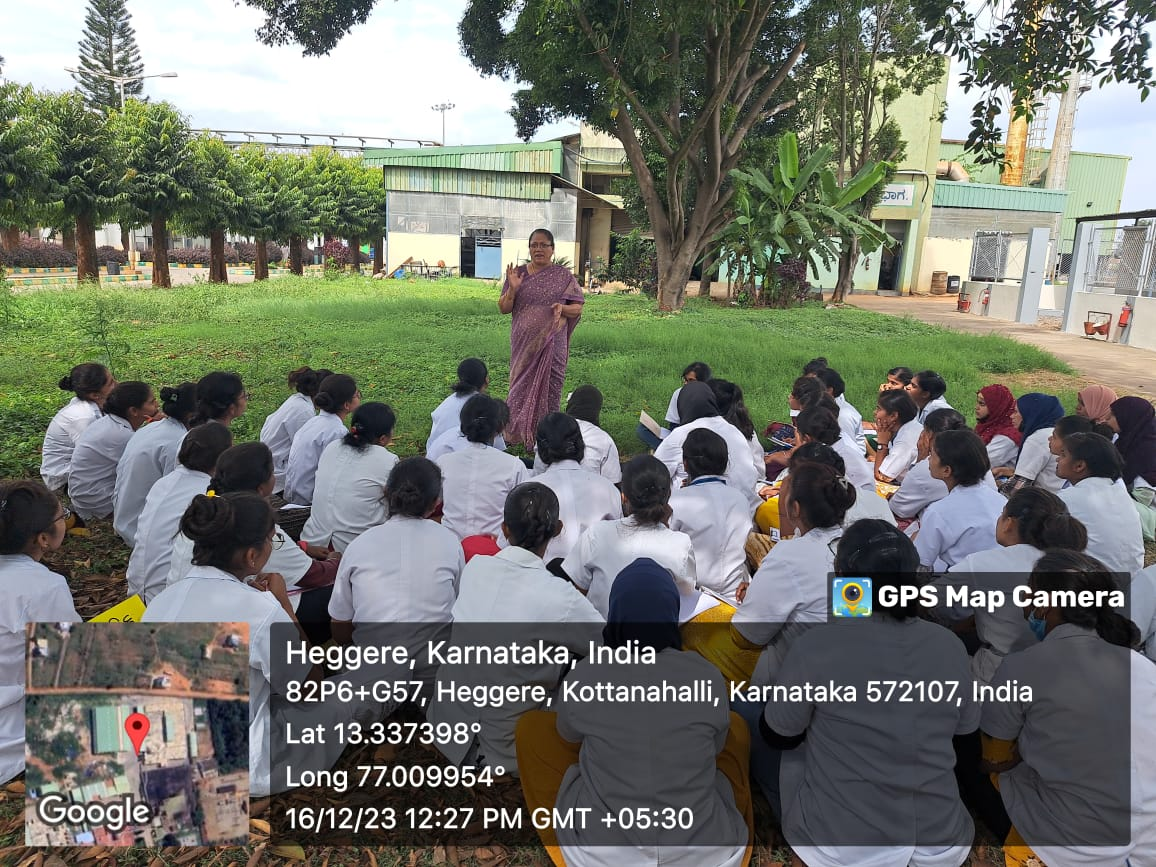 ಭಾಗ.
GPS Map Camera
Heggere, Karnataka, India
82P6+G57, Heggere, Kottanahalli, Karnataka 572107, India
Lat 13.337398°
Long 77.009954°
16/12/23 12:27 PM GMT +05:30
Google